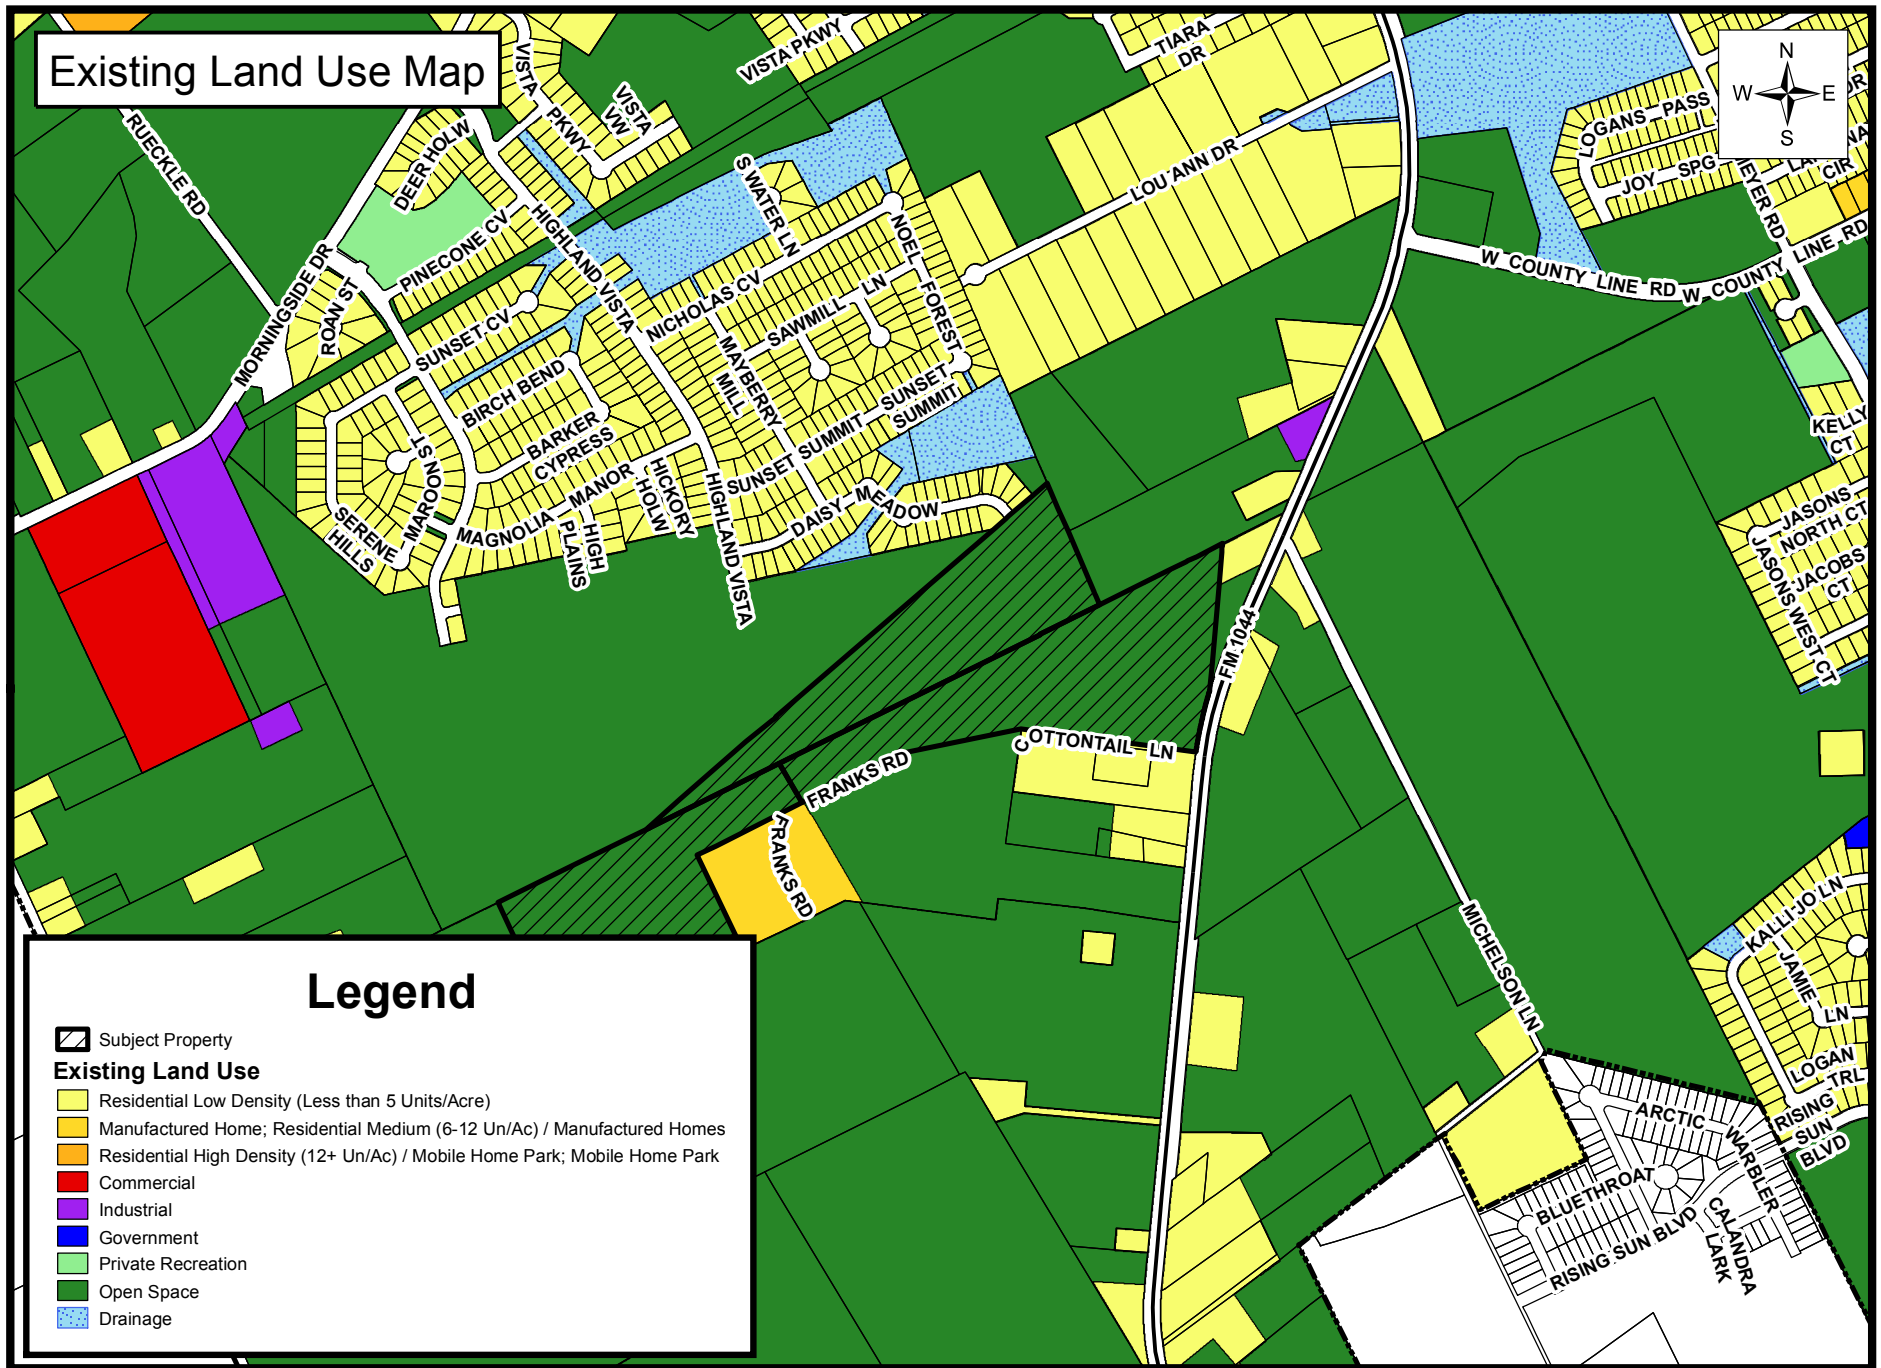 Existing Land Use Map
N
W E
S
VISTA PKWY
TIARA
DR
VISTA
PKWY
VISTA
VW
RUECKLE RD
DEER HOLW
LOGANS PASS
JOY SPG
CIR
MEYER RD
S WATER LN
LOU ANN DR
PINECONE CV
HIGHLAND VISTA
NOEL FOREST
MORNINGSIDE DR
ROAN ST
W COUNTY LINE RD
W COUNTY LINE RD
NICHOLAS CV
SAWMILL LN
SUNSET CV
MAYBERRY
MILL
BIRCH BEND
BARKER
CYPRESS
SUNSET
SUMMIT
SUNSET SUMMIT
KELLY
CT
MAROON ST
SERENE
HILLS
MAGNOLIA MANOR
HICKORY
HOLW
HIGH
PLAINS
HIGHLAND VISTA
DAISY MEADOW
JASONS
NORTH CT
JACOBS
CT
JASONS WEST CT
FM 1044
COTTONTAIL LN
FRANKS RD
FRANKS RD
MICHELSON LN
KALLI-JO LN
JAMIE
LN
LOGAN
TRL
RISING
SUN
BLVD
ARCTIC
WARBLER
BLUETHROAT
RISING SUN BLVD
CALANDRA
LARK
Legend
Subject Property
Existing Land Use
Residential Low Density (Less than 5 Units/Acre)
Manufactured Home; Residential Medium (6-12 Un/Ac) / Manufactured Homes
Residential High Density (12+ Un/Ac) / Mobile Home Park; Mobile Home Park
Commercial
Industrial
Government
Private Recreation
Open Space
Drainage